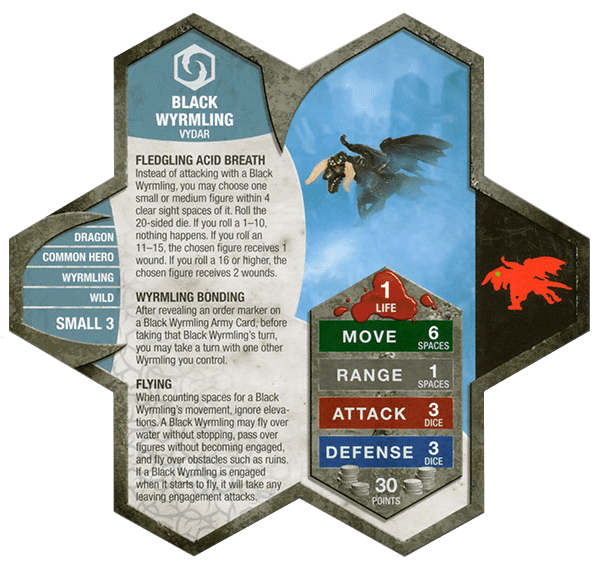 BLACK
WYRMLING
VYDAR
FLEDGLING ACID BREATH
Instead of attacking with a Black
Wyrmling, you may choose one
small or medium figure within 4
clear sight spaces of it. Roll the
20-sided die. If you roll a 1–10,
nothing happens. If you roll an
11–15, the chosen figure receives 1
wound. If you roll a 16 or higher, the
chosen figure receives 2 wounds.
WYRMLING BONDING
After revealing an order marker on
a Black Wyrmling Army Card, before
taking that Black Wyrmling's turn,
you may take a turn with one other
Wyrmling you control.
FLYING
When counting spaces for a Black
Wyrmling's movement, ignore eleva-
tions. A Black Wyrmling may fly over
water without stopping, pass over
figures without becoming engaged,
and fly over obstacles such as ruins.
If a Black Wyrmling is engaged
when it starts to fly, it will take any
leaving engagement attacks.
DRAGON
COMMON HERO
WYRMLING
WILD
SMALL 3
1
LIFE
MOVE 6
SPACES
RANGE 1
SPACES
ATTACK 3
DICE
DEFENSE 3
DICE
30
POINTS